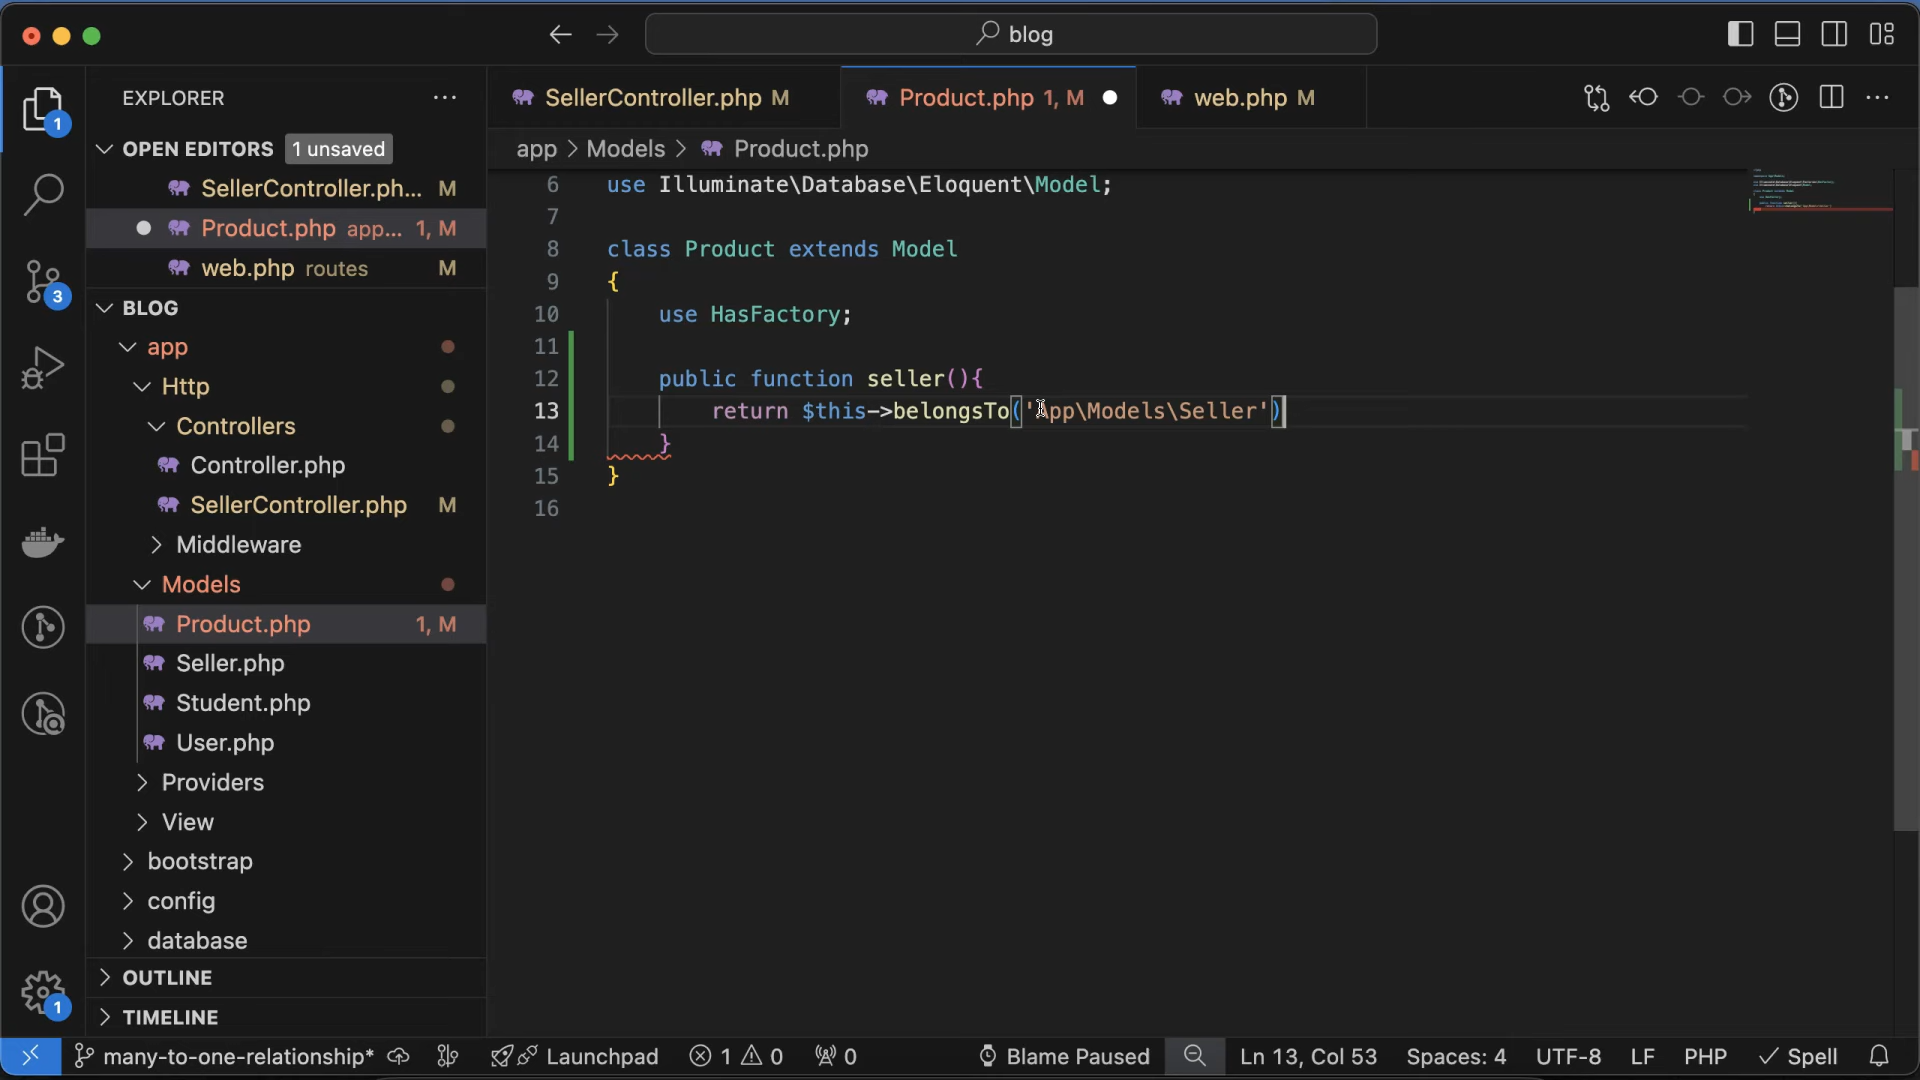 blog
EXPLORER
OPEN EDITORS 1 unsaved
SellerController.ph... M
Product.php app... 1, M
web.php routes M
BLOG
app
Http
Controllers
Controller.php
SellerController.php M
Middleware
Models
Product.php 1, M
Seller.php
Student.php
User.php
Providers
View
bootstrap
config
database
OUTLINE
TIMELINE
1
3
1
SellerController.php M
Product.php 1, M
web.php M
app > Models > Product.php
6 use Illuminate\Database\Eloquent\Model;
7
8 class Product extends Model
9 {
10 use HasFactory;
11
12 public function seller(){
13 return $this->belongsTo('App\Models\Seller')
14 }
15 }
16
many-to-one-relationship* Launchpad 1 0 0 Blame Paused Ln 13, Col 53 Spaces: 4 UTF-8 LF PHP Spell